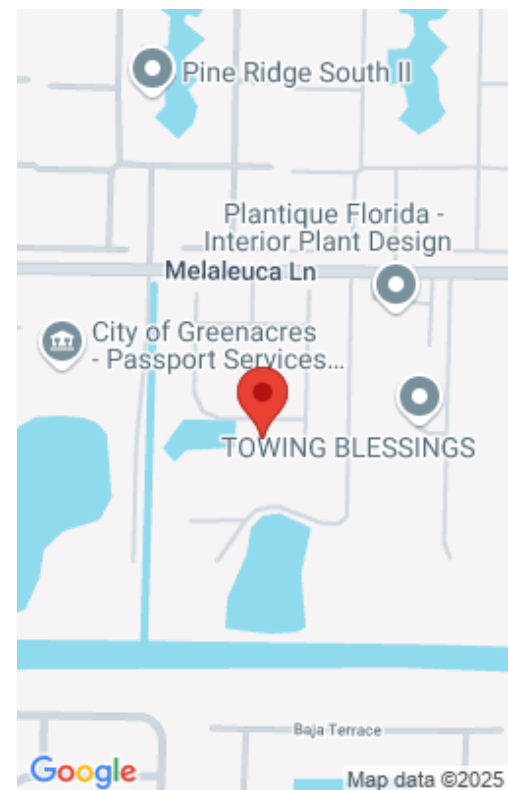 Pine Ridge South II
Plantique Florida -
Interior Plant Design
Melaleuca Ln
City of Greenacres
- Passport Services...
TOWING BLESSINGS
Baja Terrace
Google
Map data ©2025